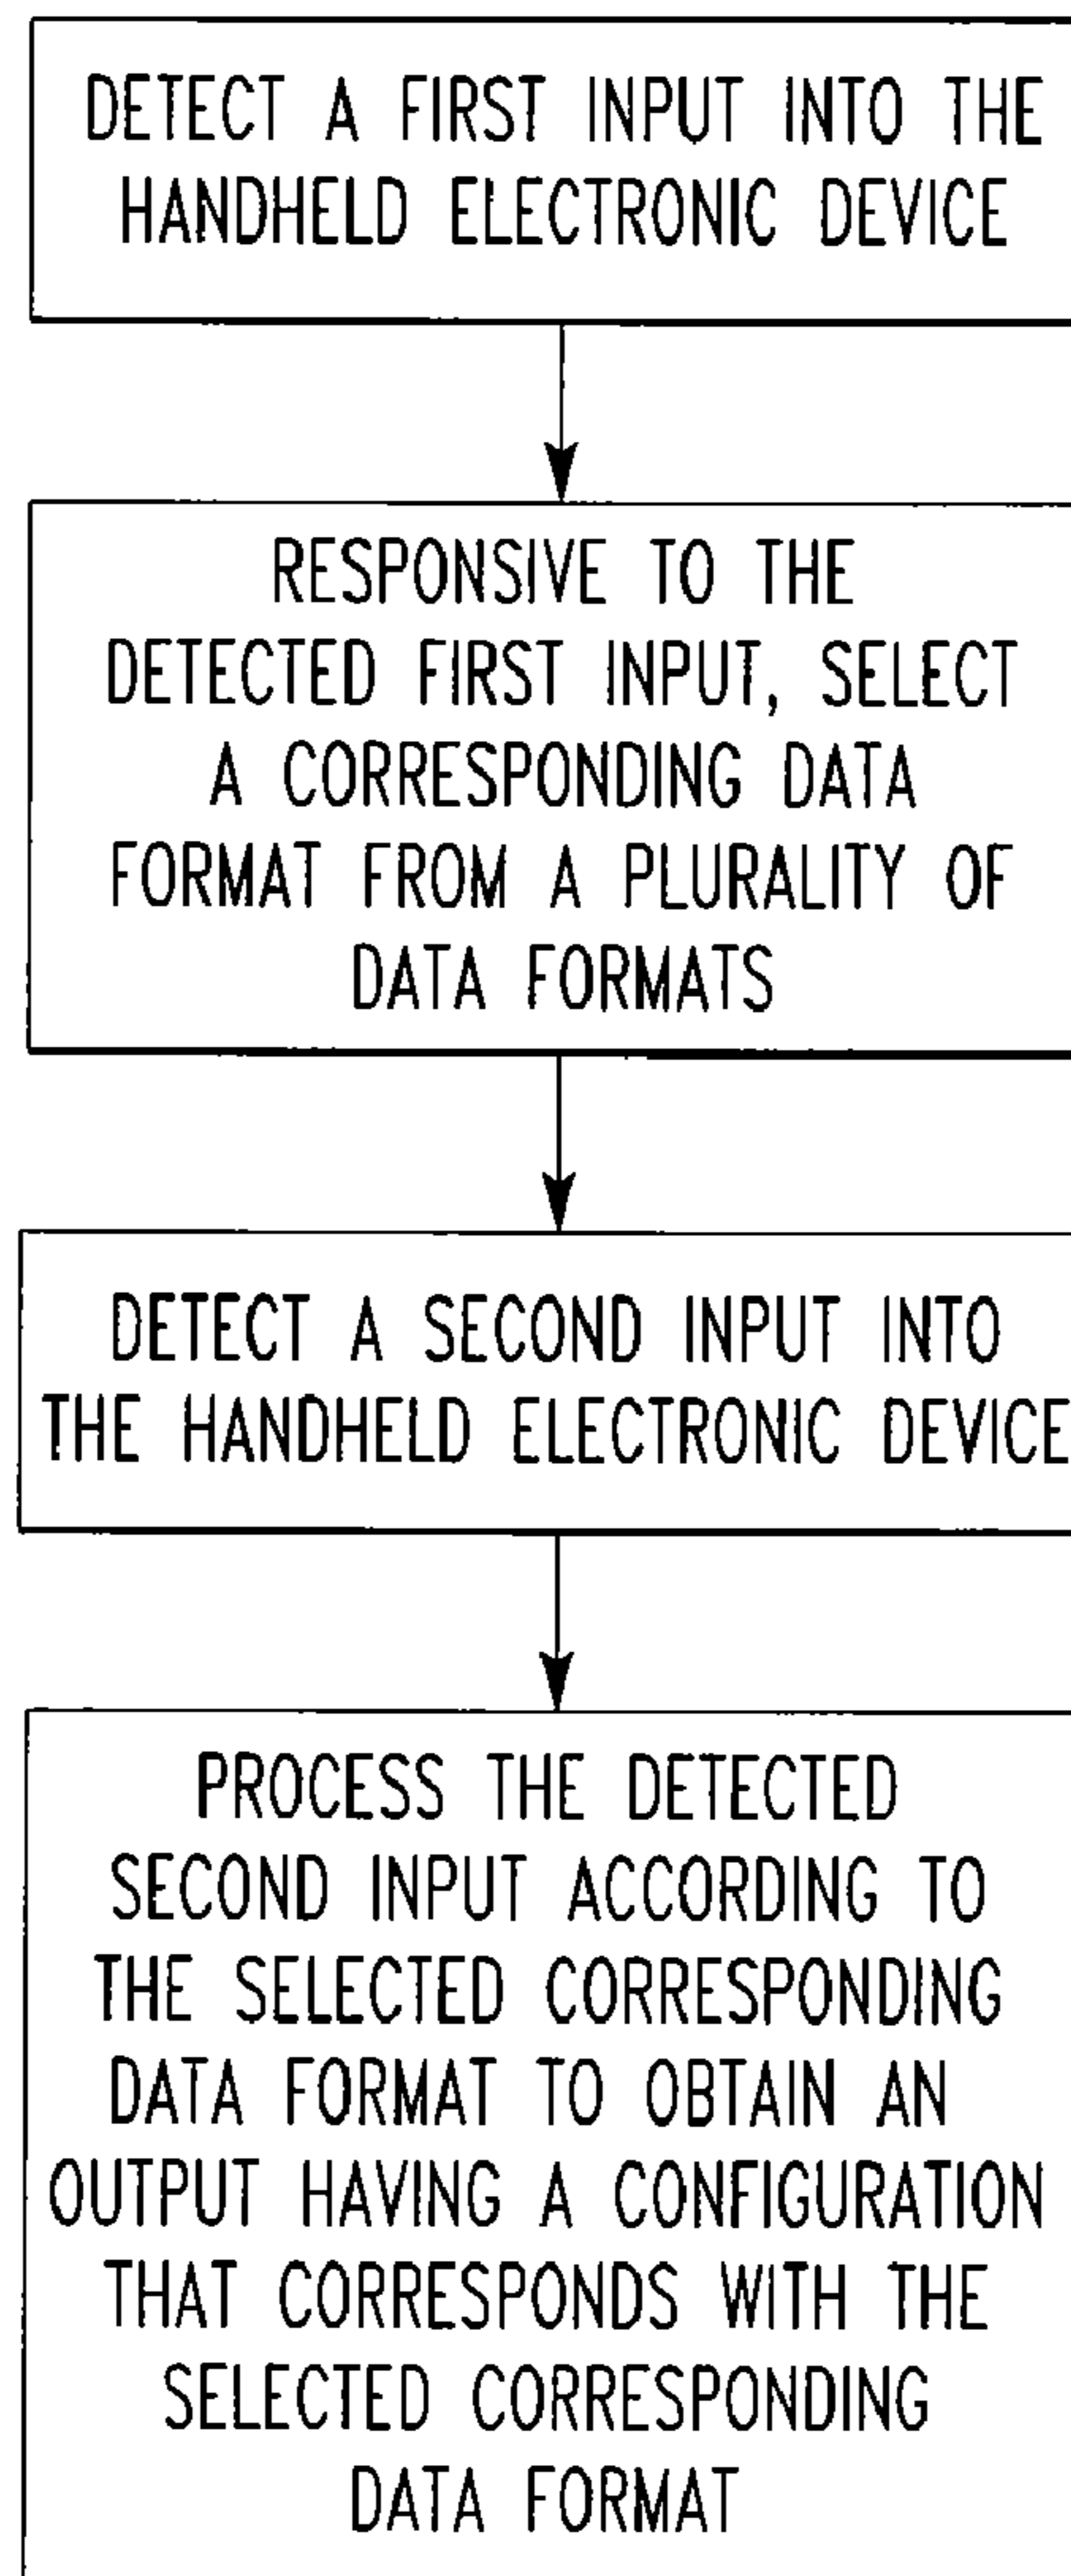 DETECT A FIRST INPUT INTO THE
HANDHELD ELECTRONIC DEVICE
RESPONSIVE TO THE
DETECTED FIRST INPUT, SELECT
A CORRESPONDING DATA
FORMAT FROM A PLURALITY OF
DATA FORMATS
DETECT A SECOND INPUT INTO
THE HANDHELD ELECTRONIC DEVICE
PROCESS THE DETECTED
SECOND INPUT ACCORDING TO
THE SELECTED CORRESPONDING
DATA FORMAT TO OBTAIN AN
OUTPUT HAVING A CONFIGURATION
THAT CORRESPONDS WITH THE
SELECTED CORRESPONDING
DATA FORMAT